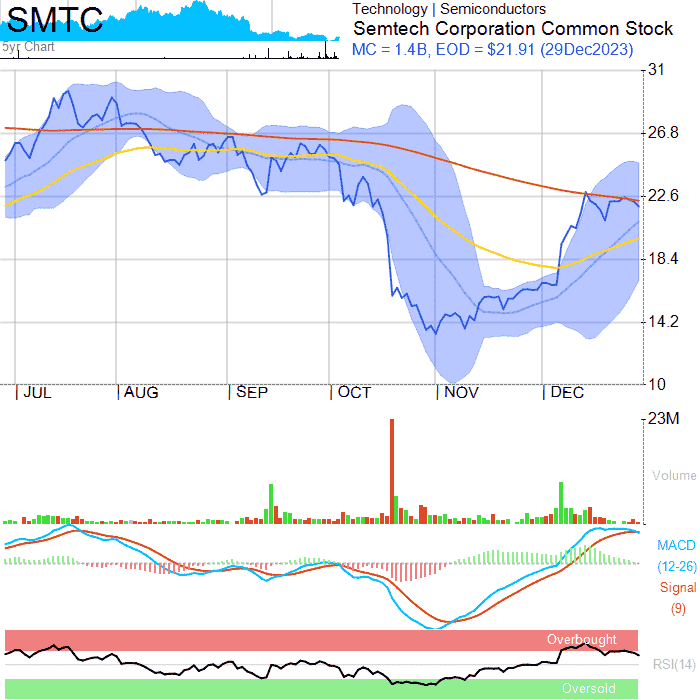 SMTC
5yr Chart
Technology | Semiconductors
Semtech Corporation Common Stock
MC = 1.4B, EOD = $21.91 (29Dec2023)
31
26.8
22.6
18.4
14.2
10
|JUL |AUG |SEP |OCT |NOV |DEC
23M
Volume
MACD
(12-26)
Signal
(9)
Overbought
RSI(14)
Oversold